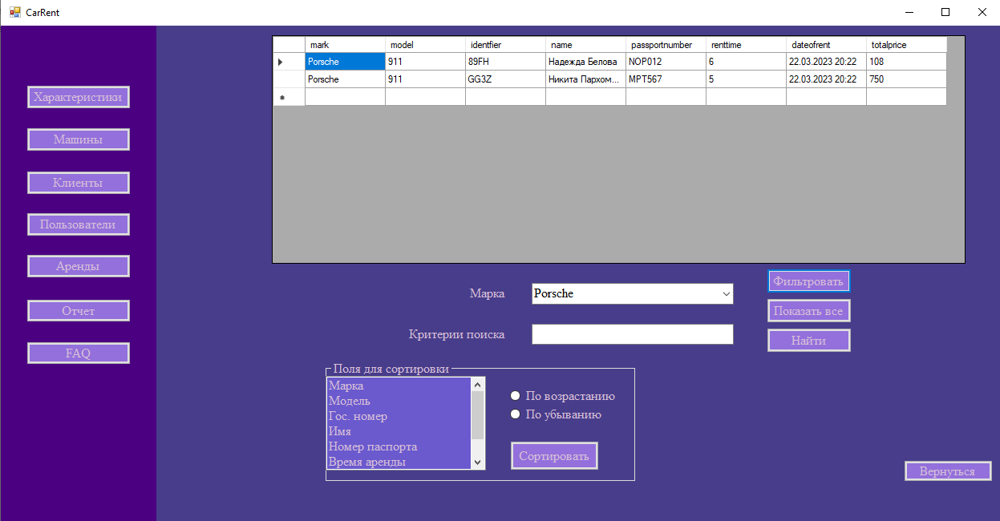 CarRent
mark model identfier name passportnumber renttime dateofrent totalprice
Porsche 911 89FH Надежда Белова NOP012 6 22.03.2023 20:22 108
Porsche 911 GG3Z Никита Пархом... MPT567 5 22.03.2023 20:22 750
Характеристики
Машины
Клиенты
Пользователи
Аренды
Отчет
FAQ
Марка Porsche
Фильтровать
Показать все
Критерии поиска
Найти
Поля для сортировки
Марка
Модель
Гос. номер
Имя
Номер паспорта
Время аренды
По возрастанию
По убыванию
Сортировать
Вернуться